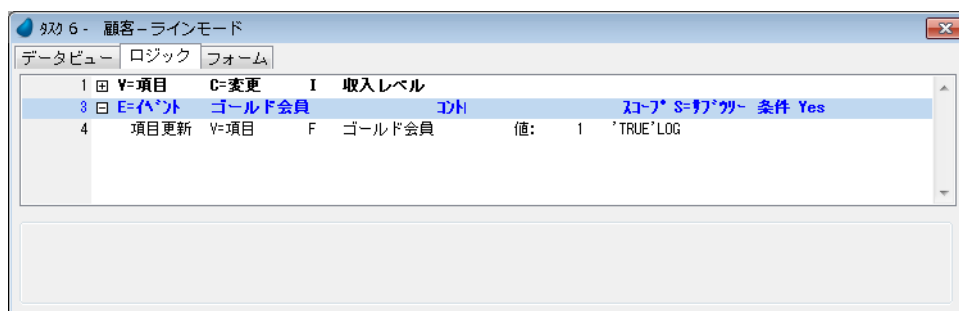 タスク 6 - 顧客－ラインモード
データビュー ロジック フォーム
1 V=項目 C=変更 I 収入レベル
3 E=イベント ゴールド会員 コントロ スコープ S=サブツリー 条件 Yes
4 項目更新 V=項目 F ゴールド会員 値: 1 'TRUE'LOG